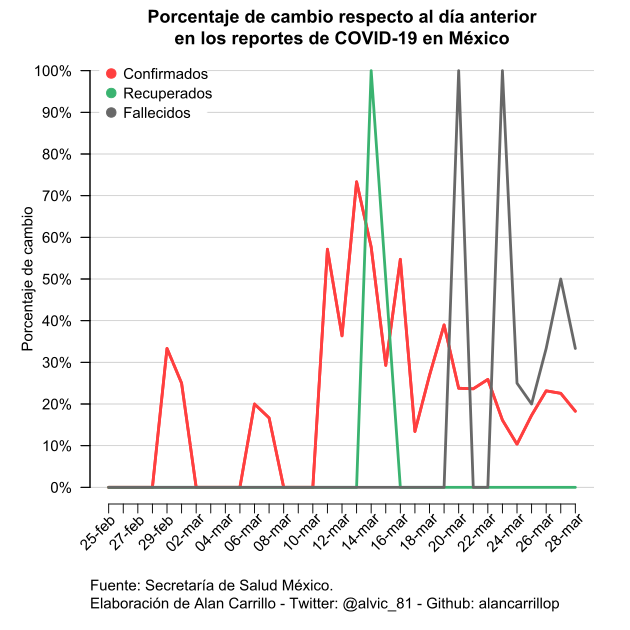 Porcentaje de cambio respecto al día anterior
en los reportes de COVID-19 en México
Confirmados
Recuperados
Fallecidos
Porcentaje de cambio
100%
90%
80%
70%
60%
50%
40%
30%
20%
10%
0%
25-feb
27-feb
29-feb
02-mar
04-mar
06-mar
08-mar
10-mar
12-mar
14-mar
16-mar
18-mar
20-mar
22-mar
24-mar
26-mar
28-mar
Fuente: Secretaría de Salud México.
Elaboración de Alan Carrillo - Twitter: @alvic_81 - Github: alancarrillop